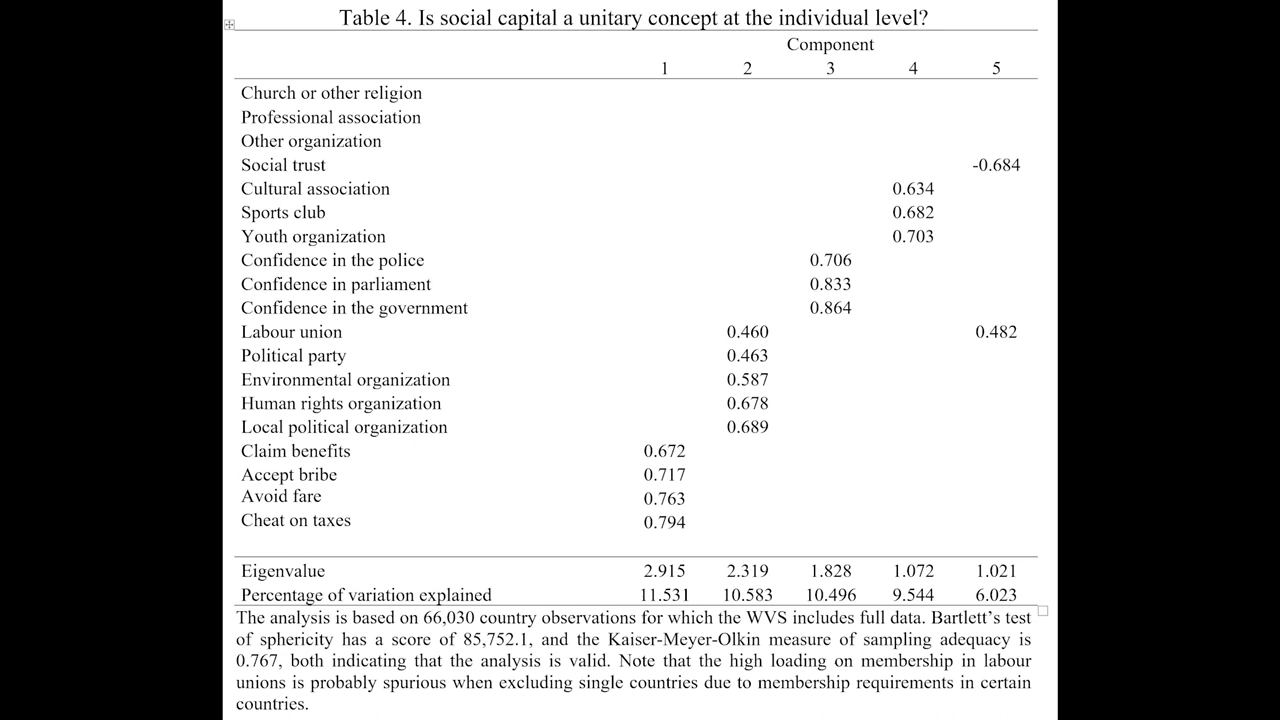 Table 4. Is social capital a unitary concept at the individual level?
Component
1 2 3 4 5
Church or other religion
Professional association
Other organization
Social trust -0.684
Cultural association 0.634
Sports club 0.682
Youth organization 0.703
Confidence in the police 0.706
Confidence in parliament 0.833
Confidence in the government 0.864
Labour union 0.460 0.482
Political party 0.463
Environmental organization 0.587
Human rights organization 0.678
Local political organization 0.689
Claim benefits 0.672
Accept bribe 0.717
Avoid fare 0.763
Cheat on taxes 0.794
Eigenvalue 2.915 2.319 1.828 1.072 1.021
Percentage of variation explained 11.531 10.583 10.496 9.544 6.023
The analysis is based on 66,030 country observations for which the WVS includes full data. Bartlett's test
of sphericity has a score of 85,752.1, and the Kaiser-Meyer-Olkin measure of sampling adequacy is
0.767, both indicating that the analysis is valid. Note that the high loading on membership in labour
unions is probably spurious when excluding single countries due to membership requirements in certain
countries.